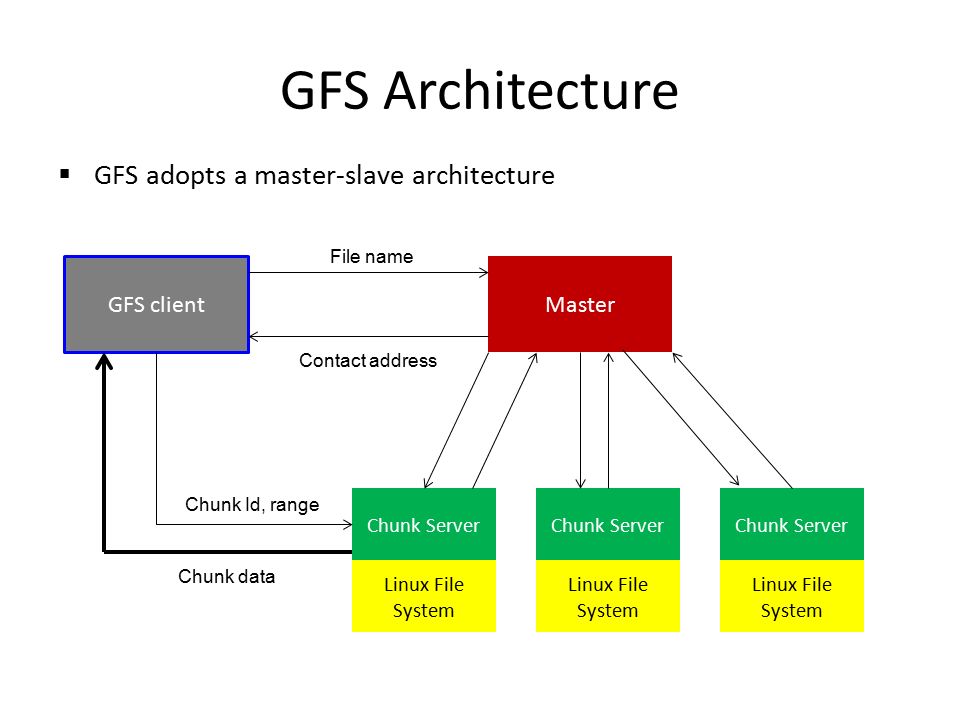 GFS Architecture
▪ GFS adopts a master-slave architecture
File name
GFS client
Master
Contact address
Chunk Id, range
Chunk Server
Chunk Server
Chunk Server
Chunk data
Linux File
System
Linux File
System
Linux File
System